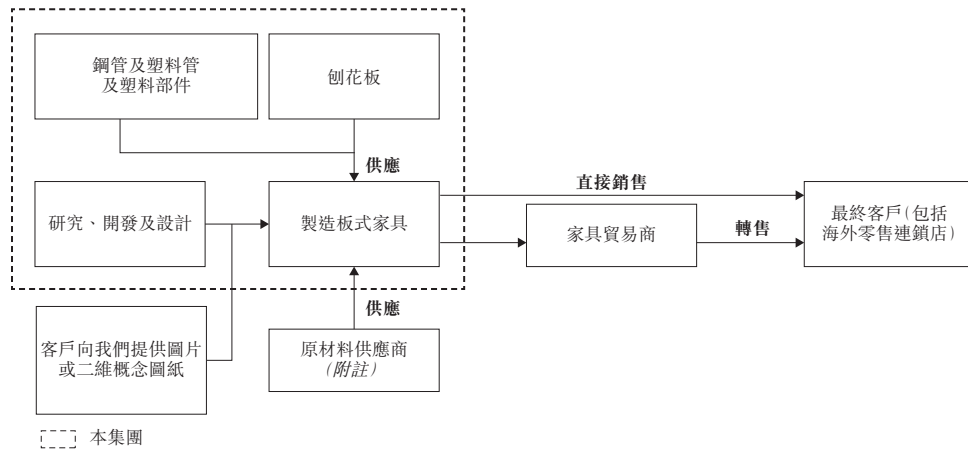 鋼管及塑料管
及塑料部件
刨花板
供應
直接銷售
研究、開發及設計
製造板式家具
家具貿易商
轉售
最終客戶(包括
海外零售連鎖店)
供應
客戶向我們提供圖片
或二維概念圖紙
原材料供應商
(附註)
本集團